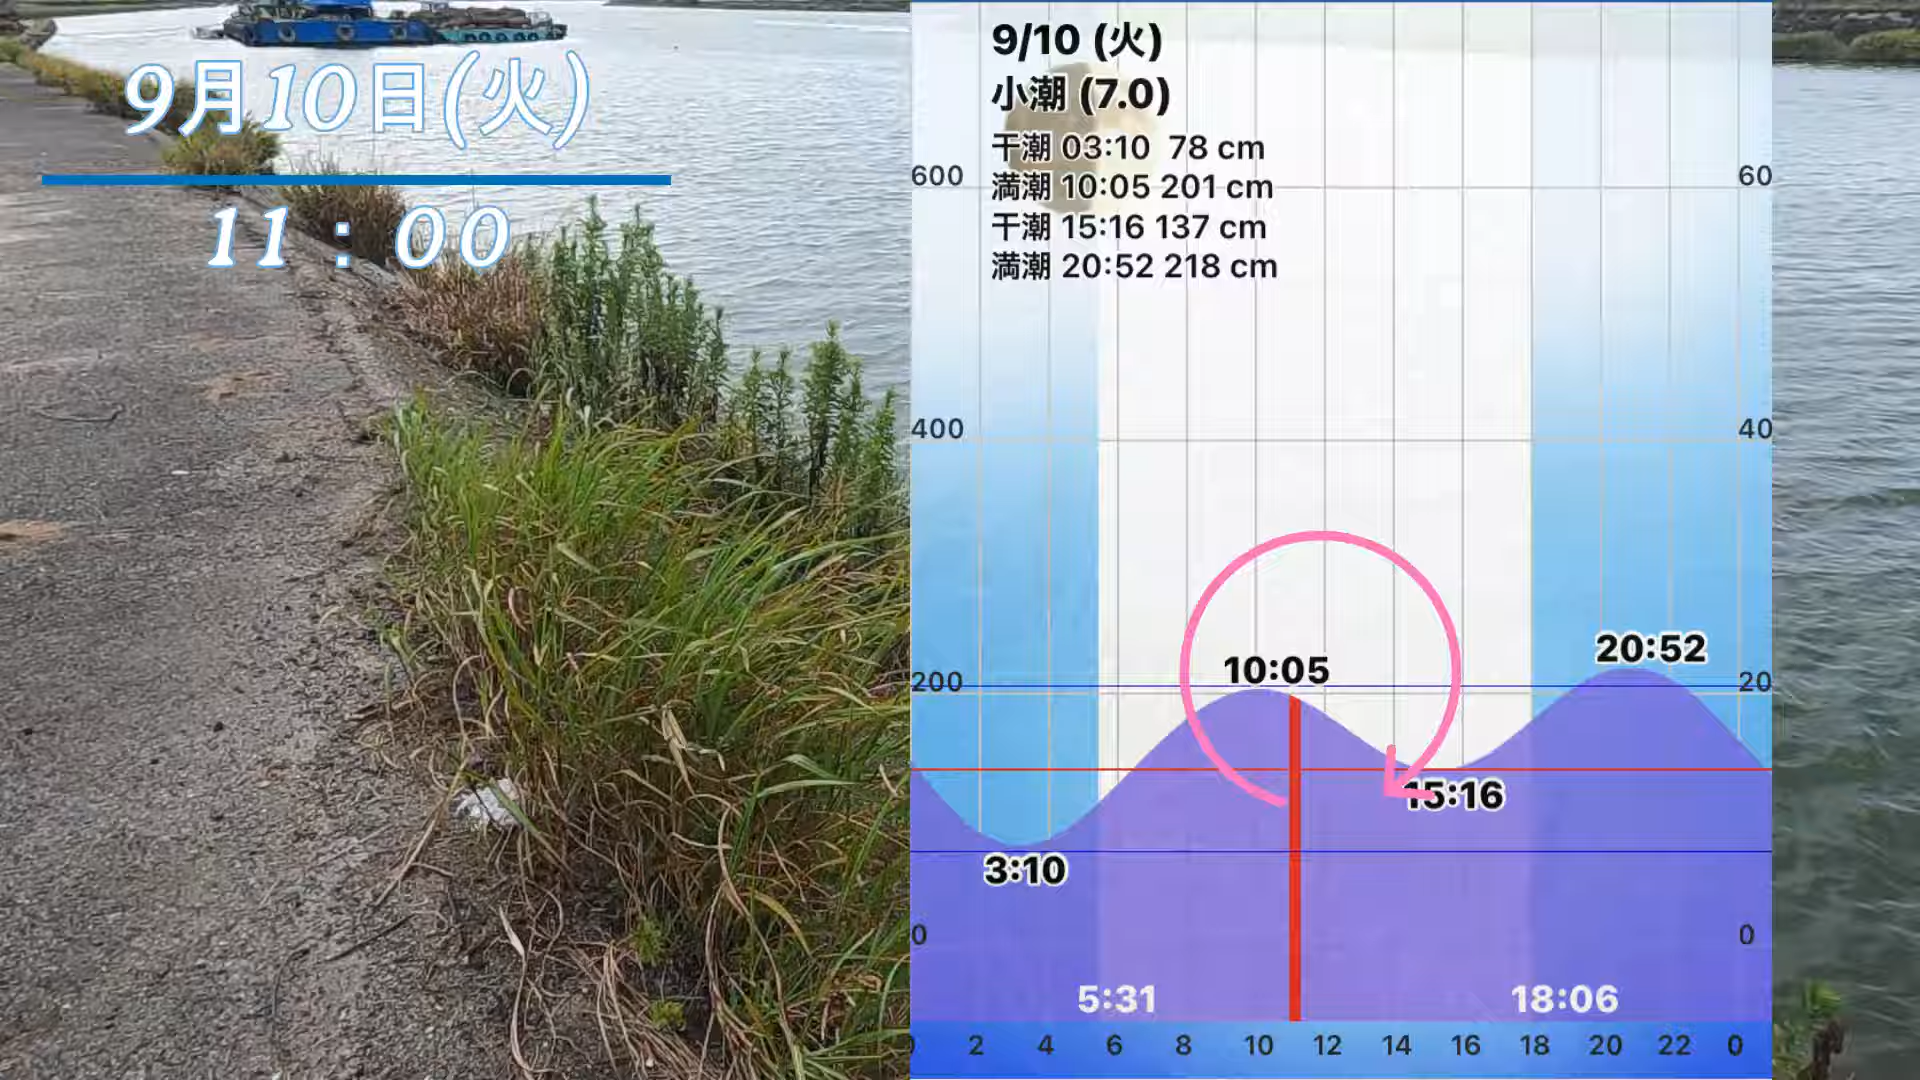 9月10日(火)
11：00
9/10 (火)
小潮 (7.0)
干潮 03:10 78 cm
満潮 10:05 201 cm
干潮 15:16 137 cm
満潮 20:52 218 cm
600
60
400
40
20:52
10:05
200
20
15:16
3:10
0
0
5:31
18:06
2 4 6 8 10 12 14 16 18 20 22 0